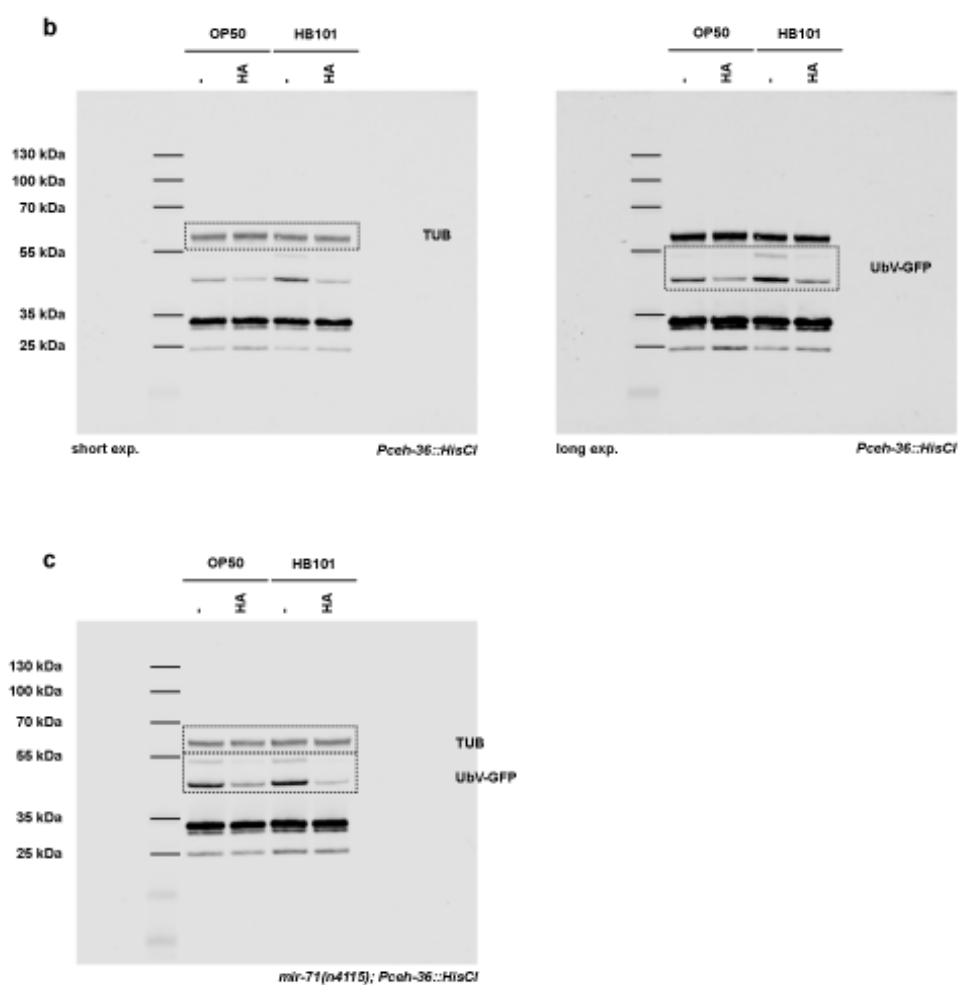 b
OP50 HB101
- HA - HA
130 kDa
100 kDa
70 kDa
55 kDa
35 kDa
25 kDa
TUB
short exp. Pceh-36::HisCl
OP50 HB101
- HA - HA
UbV-GFP
long exp. Pceh-36::HisCl
c
OP50 HB101
- HA - HA
130 kDa
100 kDa
70 kDa
55 kDa
35 kDa
25 kDa
TUB
UbV-GFP
mir-71(n4115); Pceh-36::HisCl